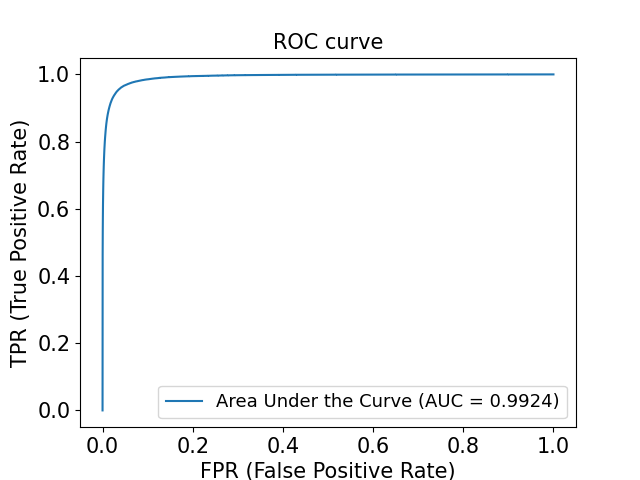 ROC curve
TPR (True Positive Rate)
1.0
0.8
0.6
0.4
0.2
0.0
Area Under the Curve (AUC = 0.9924)
0.0 0.2 0.4 0.6 0.8 1.0
FPR (False Positive Rate)